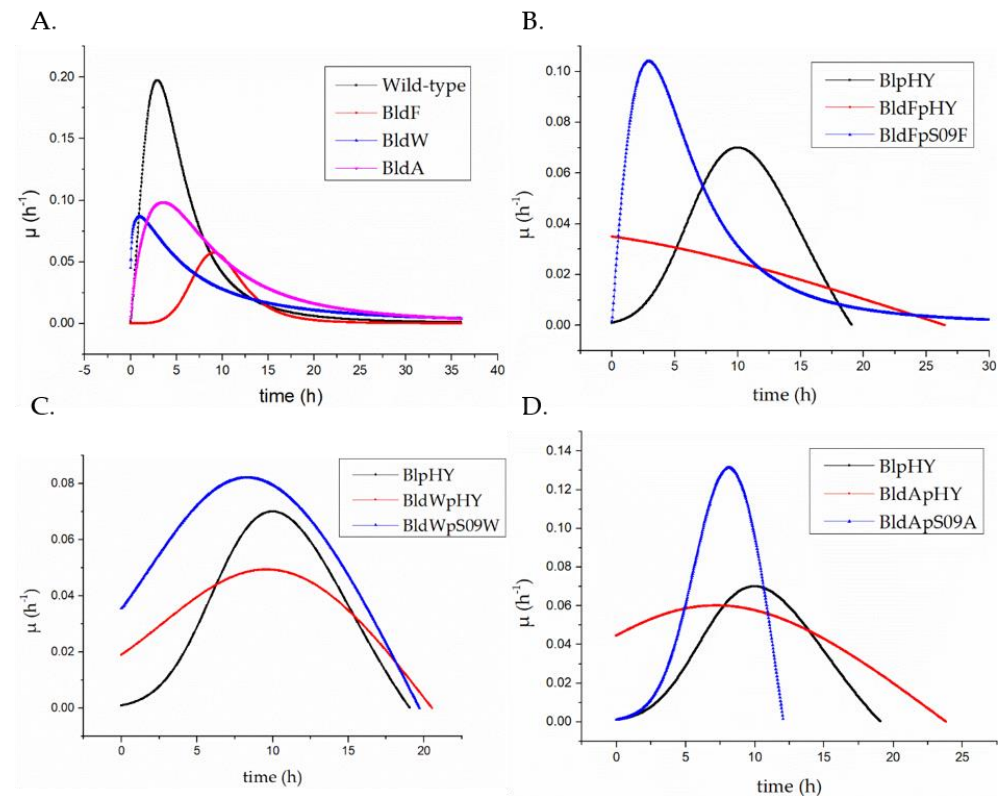 A.
μ (h⁻¹)
0.20
0.15
0.10
0.05
0.00
Wild-type
BldF
BldW
BldA
-5 0 5 10 15 20 25 30 35 40
time (h)
B.
μ (h⁻¹)
0.10
0.08
0.06
0.04
0.02
0.00
BlpHY
BldFpHY
BldFpS09F
0 5 10 15 20 25 30
time (h)
C.
μ (h⁻¹)
0.08
0.06
0.04
0.02
0.00
BlpHY
BldWpHY
BldWpS09W
0 5 10 15 20
time (h)
D.
μ (h⁻¹)
0.14
0.12
0.10
0.08
0.06
0.04
0.02
0.00
BlpHY
BldApHY
BldApS09A
0 5 10 15 20 25
time (h)